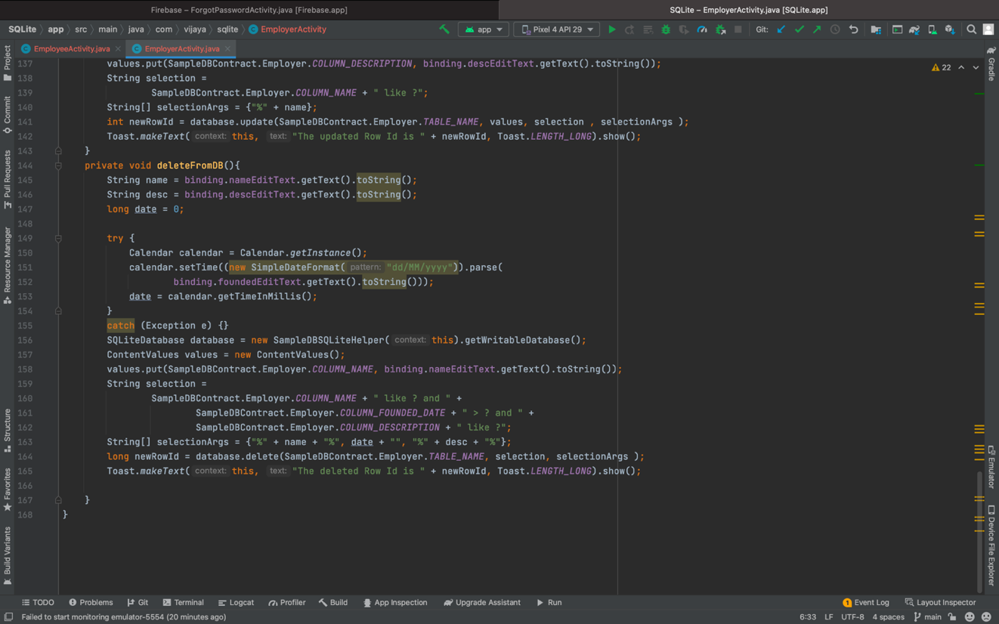 Firebase – ForgotPasswordActivity.java [Firebase.app]
SQLite – EmployerActivity.java [SQLite.app]
SQLite 〉 app 〉 src 〉 main 〉 java 〉 com 〉 vijaya 〉 sqlite 〉 EmployerActivity
app
Pixel 4 API 29
Git:
EmployeeActivity.java ×
EmployerActivity.java ×
22
137 values.put(SampleDBContract.Employer.COLUMN_DESCRIPTION, binding.descEditText.getText().toString());
138 String selection =
139 SampleDBContract.Employer.COLUMN_NAME + " like ?";
140 String[] selectionArgs = {"%" + name};
141 int newRowId = database.update(SampleDBContract.Employer.TABLE_NAME, values, selection , selectionArgs );
142 Toast.makeText( context: this, text: "The updated Row Id is " + newRowId, Toast.LENGTH_LONG).show();
143 }
144 private void deleteFromDB(){
145 String name = binding.nameEditText.getText().toString();
146 String desc = binding.descEditText.getText().toString();
147 long date = 0;
148
149 try {
150 Calendar calendar = Calendar.getInstance();
151 calendar.setTime((new SimpleDateFormat( pattern: "dd/MM/yyyy")).parse(
152 binding.foundedEditText.getText().toString()));
153 date = calendar.getTimeInMillis();
154 }
155 catch (Exception e) {}
156 SQLiteDatabase database = new SampleDBSQLiteHelper( context: this).getWritableDatabase();
157 ContentValues values = new ContentValues();
158 values.put(SampleDBContract.Employer.COLUMN_NAME, binding.nameEditText.getText().toString());
159 String selection =
160 SampleDBContract.Employer.COLUMN_NAME + " like ? and " +
161 SampleDBContract.Employer.COLUMN_FOUNDED_DATE + " > ? and " +
162 SampleDBContract.Employer.COLUMN_DESCRIPTION + " like ?";
163 String[] selectionArgs = {"%" + name + "%", date + "", "%" + desc + "%"};
164 long newRowId = database.delete(SampleDBContract.Employer.TABLE_NAME, selection, selectionArgs );
165 Toast.makeText( context: this, text: "The deleted Row Id is " + newRowId, Toast.LENGTH_LONG).show();
166
167 }
168 }
Project
Commit
Pull Requests
Resource Manager
Structure
Favorites
Build Variants
Gradle
Emulator
Device File Explorer
TODO
Problems
Git
Terminal
Logcat
Profiler
Build
App Inspection
Upgrade Assistant
Run
1 Event Log
Layout Inspector
Failed to start monitoring emulator-5554 (20 minutes ago)
6:33 LF UTF-8 4 spaces main